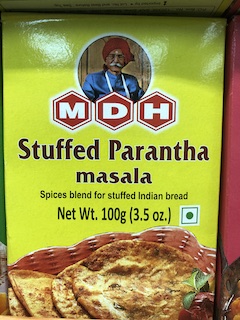 MDH
Stuffed Parantha
masala
Spices blend for stuffed Indian bread
Net Wt. 100g (3.5 oz.)